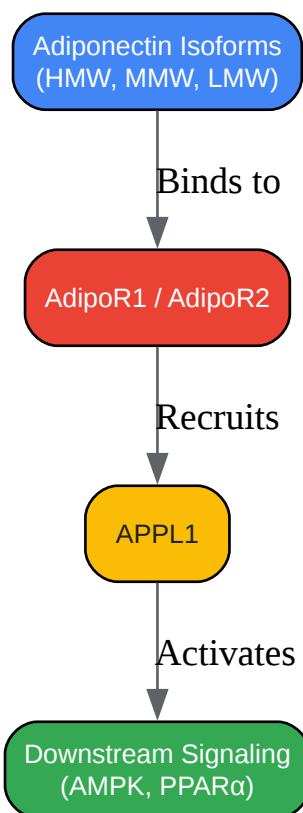 Adiponectin Isoforms
(HMW, MMW, LMW)
Binds to
AdipoR1 / AdipoR2
Recruits
APPL1
Activates
Downstream Signaling
(AMPK, PPARα)